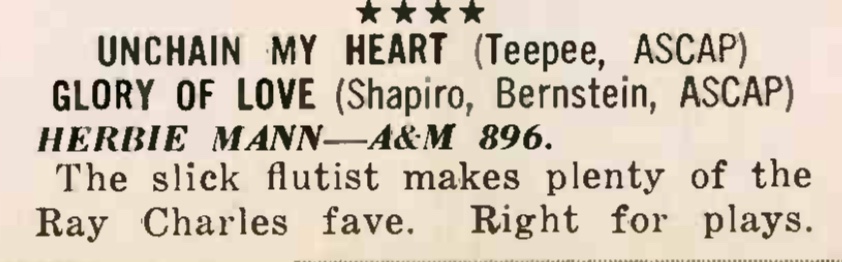 ★★★★
UNCHAIN MY HEART (Teepee, ASCAP)
GLORY OF LOVE (Shapiro, Bernstein, ASCAP)
HERBIE MANN—A&M 896.
The slick flutist makes plenty of the
Ray Charles fave. Right for plays.